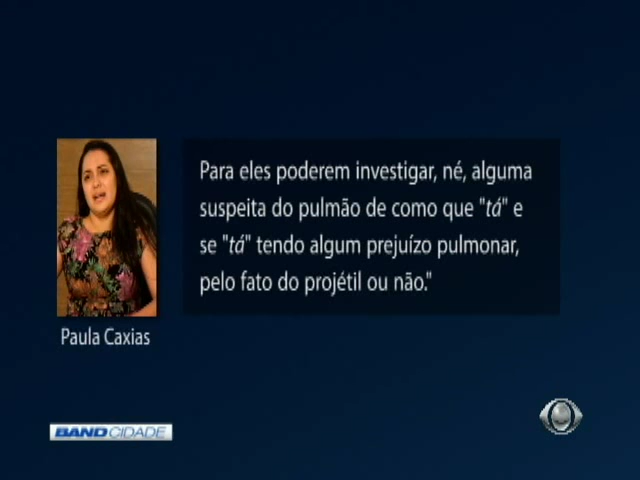 Para eles poderem investigar, né, alguma
suspeita do pulmão de como que "tá" e
se "tá" tendo algum prejuízo pulmonar,
pelo fato do projétil ou não."
Paula Caxias
BAND CIDADE